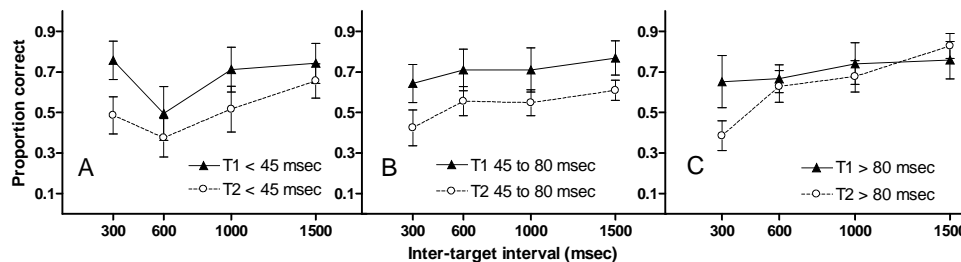 Proportion correct
0.9
0.7
0.5
0.3
0.1
A
T1 < 45 msec
T2 < 45 msec
300 600 1000 1500
0.9
0.7
0.5
0.3
0.1
B
T1 45 to 80 msec
T2 45 to 80 msec
300 600 1000 1500
0.9
0.7
0.5
0.3
0.1
C
T1 > 80 msec
T2 > 80 msec
300 600 1000 1500
Inter-target interval (msec)